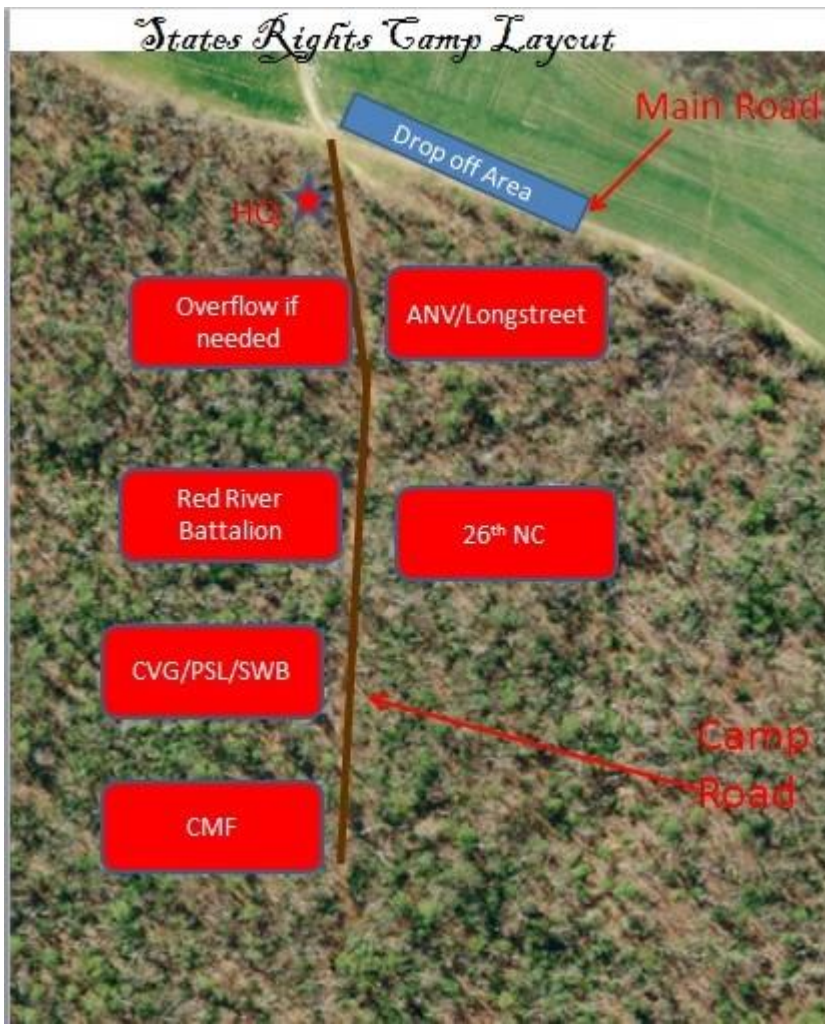 States Rights Camp Layout
Main Road
Drop off Area
HQ
Overflow if
needed
ANV/Longstreet
Red River
Battalion
26th NC
CVG/PSL/SWB
Camp
Road
CMF